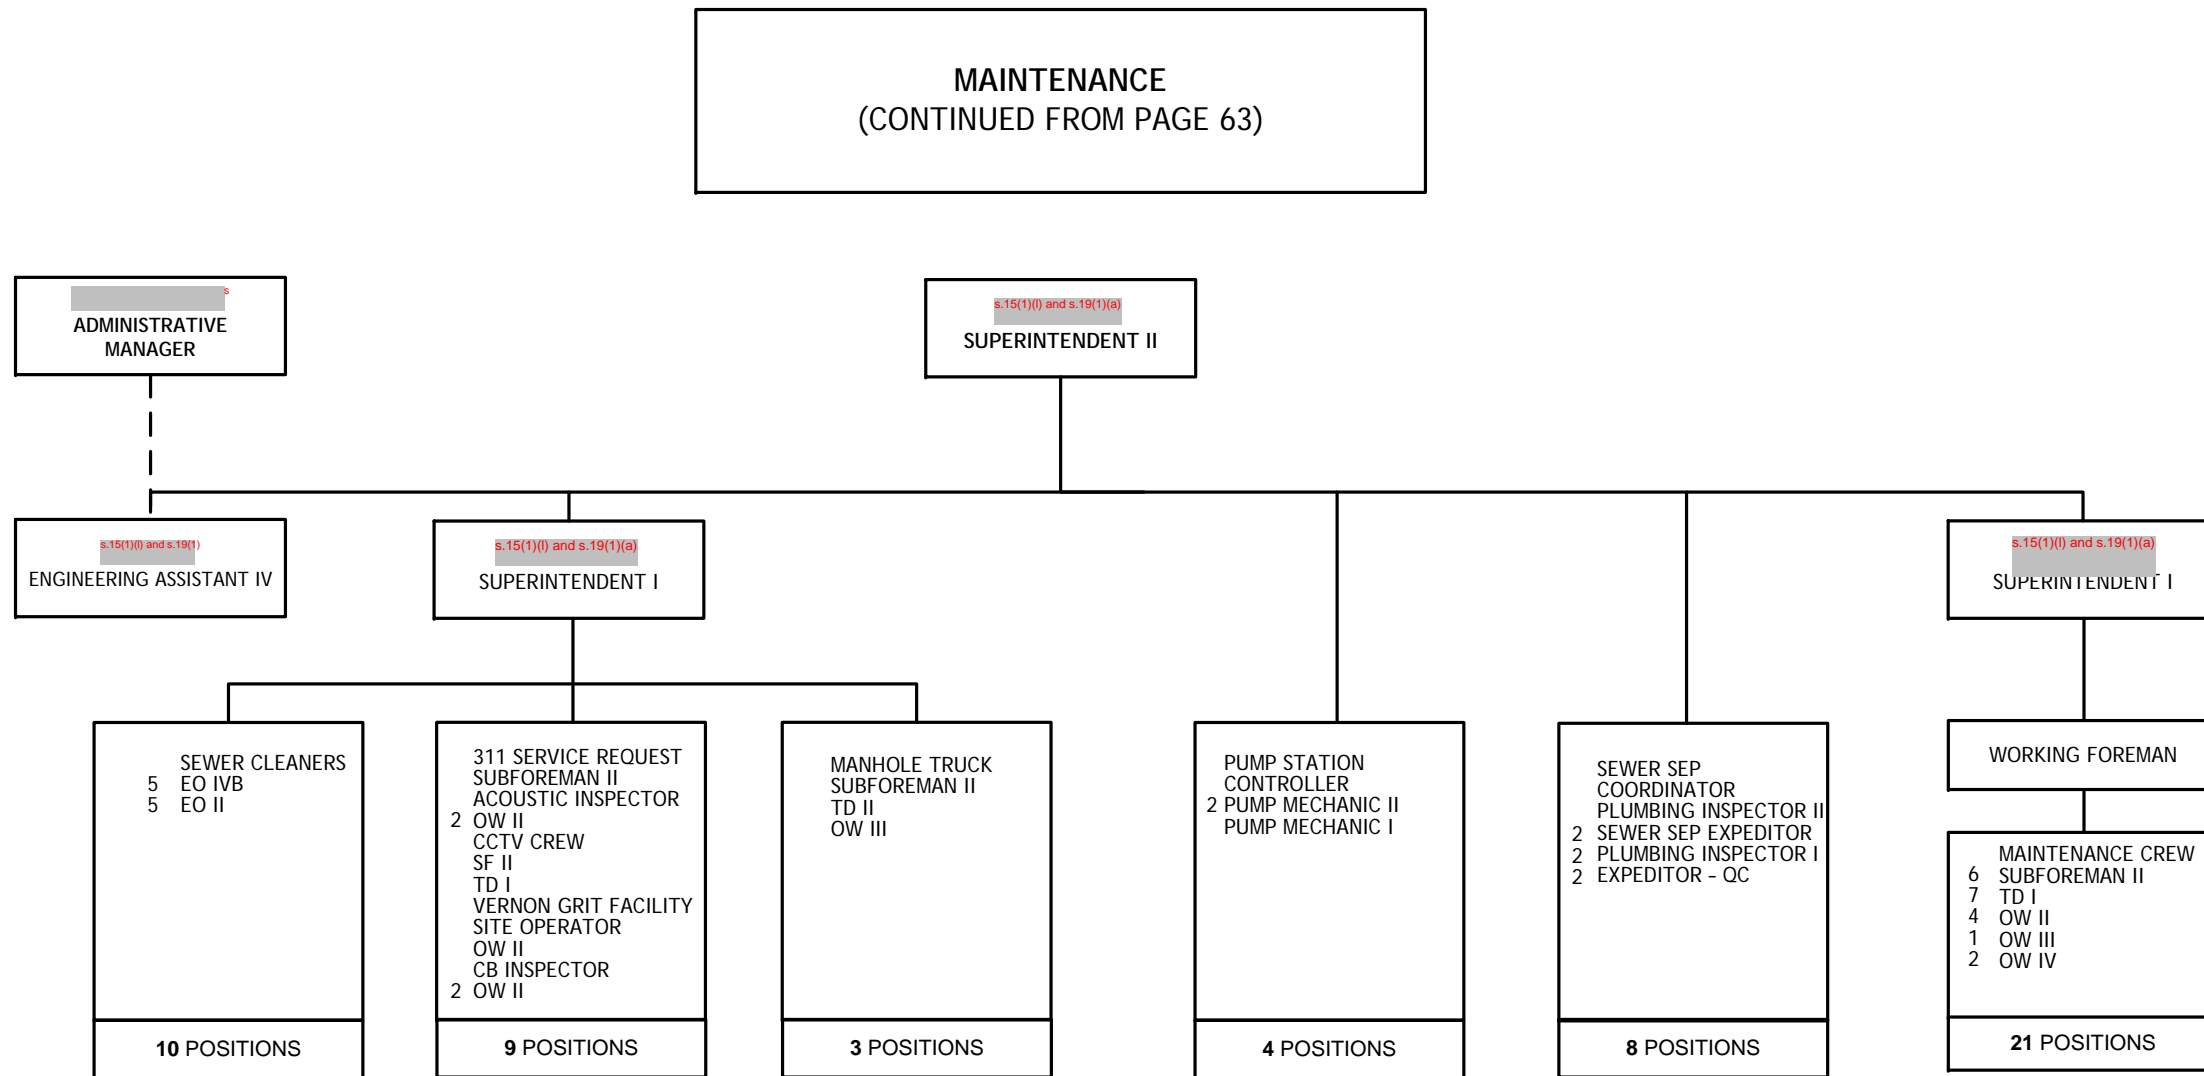 MAINTENANCE
(CONTINUED FROM PAGE 63)
s
ADMINISTRATIVE
MANAGER
s.15(1)(l) and s.19(1)(a)
SUPERINTENDENT II
s.15(1)(l) and s.19(1)
ENGINEERING ASSISTANT IV
s.15(1)(l) and s.19(1)(a)
SUPERINTENDENT I
s.15(1)(l) and s.19(1)(a)
SUPERINTENDENT I
SEWER CLEANERS
5 EO IVB
5 EO II
10 POSITIONS
311 SERVICE REQUEST
SUBFOREMAN II
ACOUSTIC INSPECTOR
2 OW II
CCTV CREW
SF II
TD I
VERNON GRIT FACILITY
SITE OPERATOR
OW II
CB INSPECTOR
2 OW II
9 POSITIONS
MANHOLE TRUCK
SUBFOREMAN II
TD II
OW III
3 POSITIONS
PUMP STATION
CONTROLLER
2 PUMP MECHANIC II
PUMP MECHANIC I
4 POSITIONS
SEWER SEP
COORDINATOR
PLUMBING INSPECTOR II
2 SEWER SEP EXPEDITOR
2 PLUMBING INSPECTOR I
2 EXPEDITOR – QC
8 POSITIONS
WORKING FOREMAN
MAINTENANCE CREW
6 SUBFOREMAN II
7 TD I
4 OW II
1 OW III
2 OW IV
21 POSITIONS